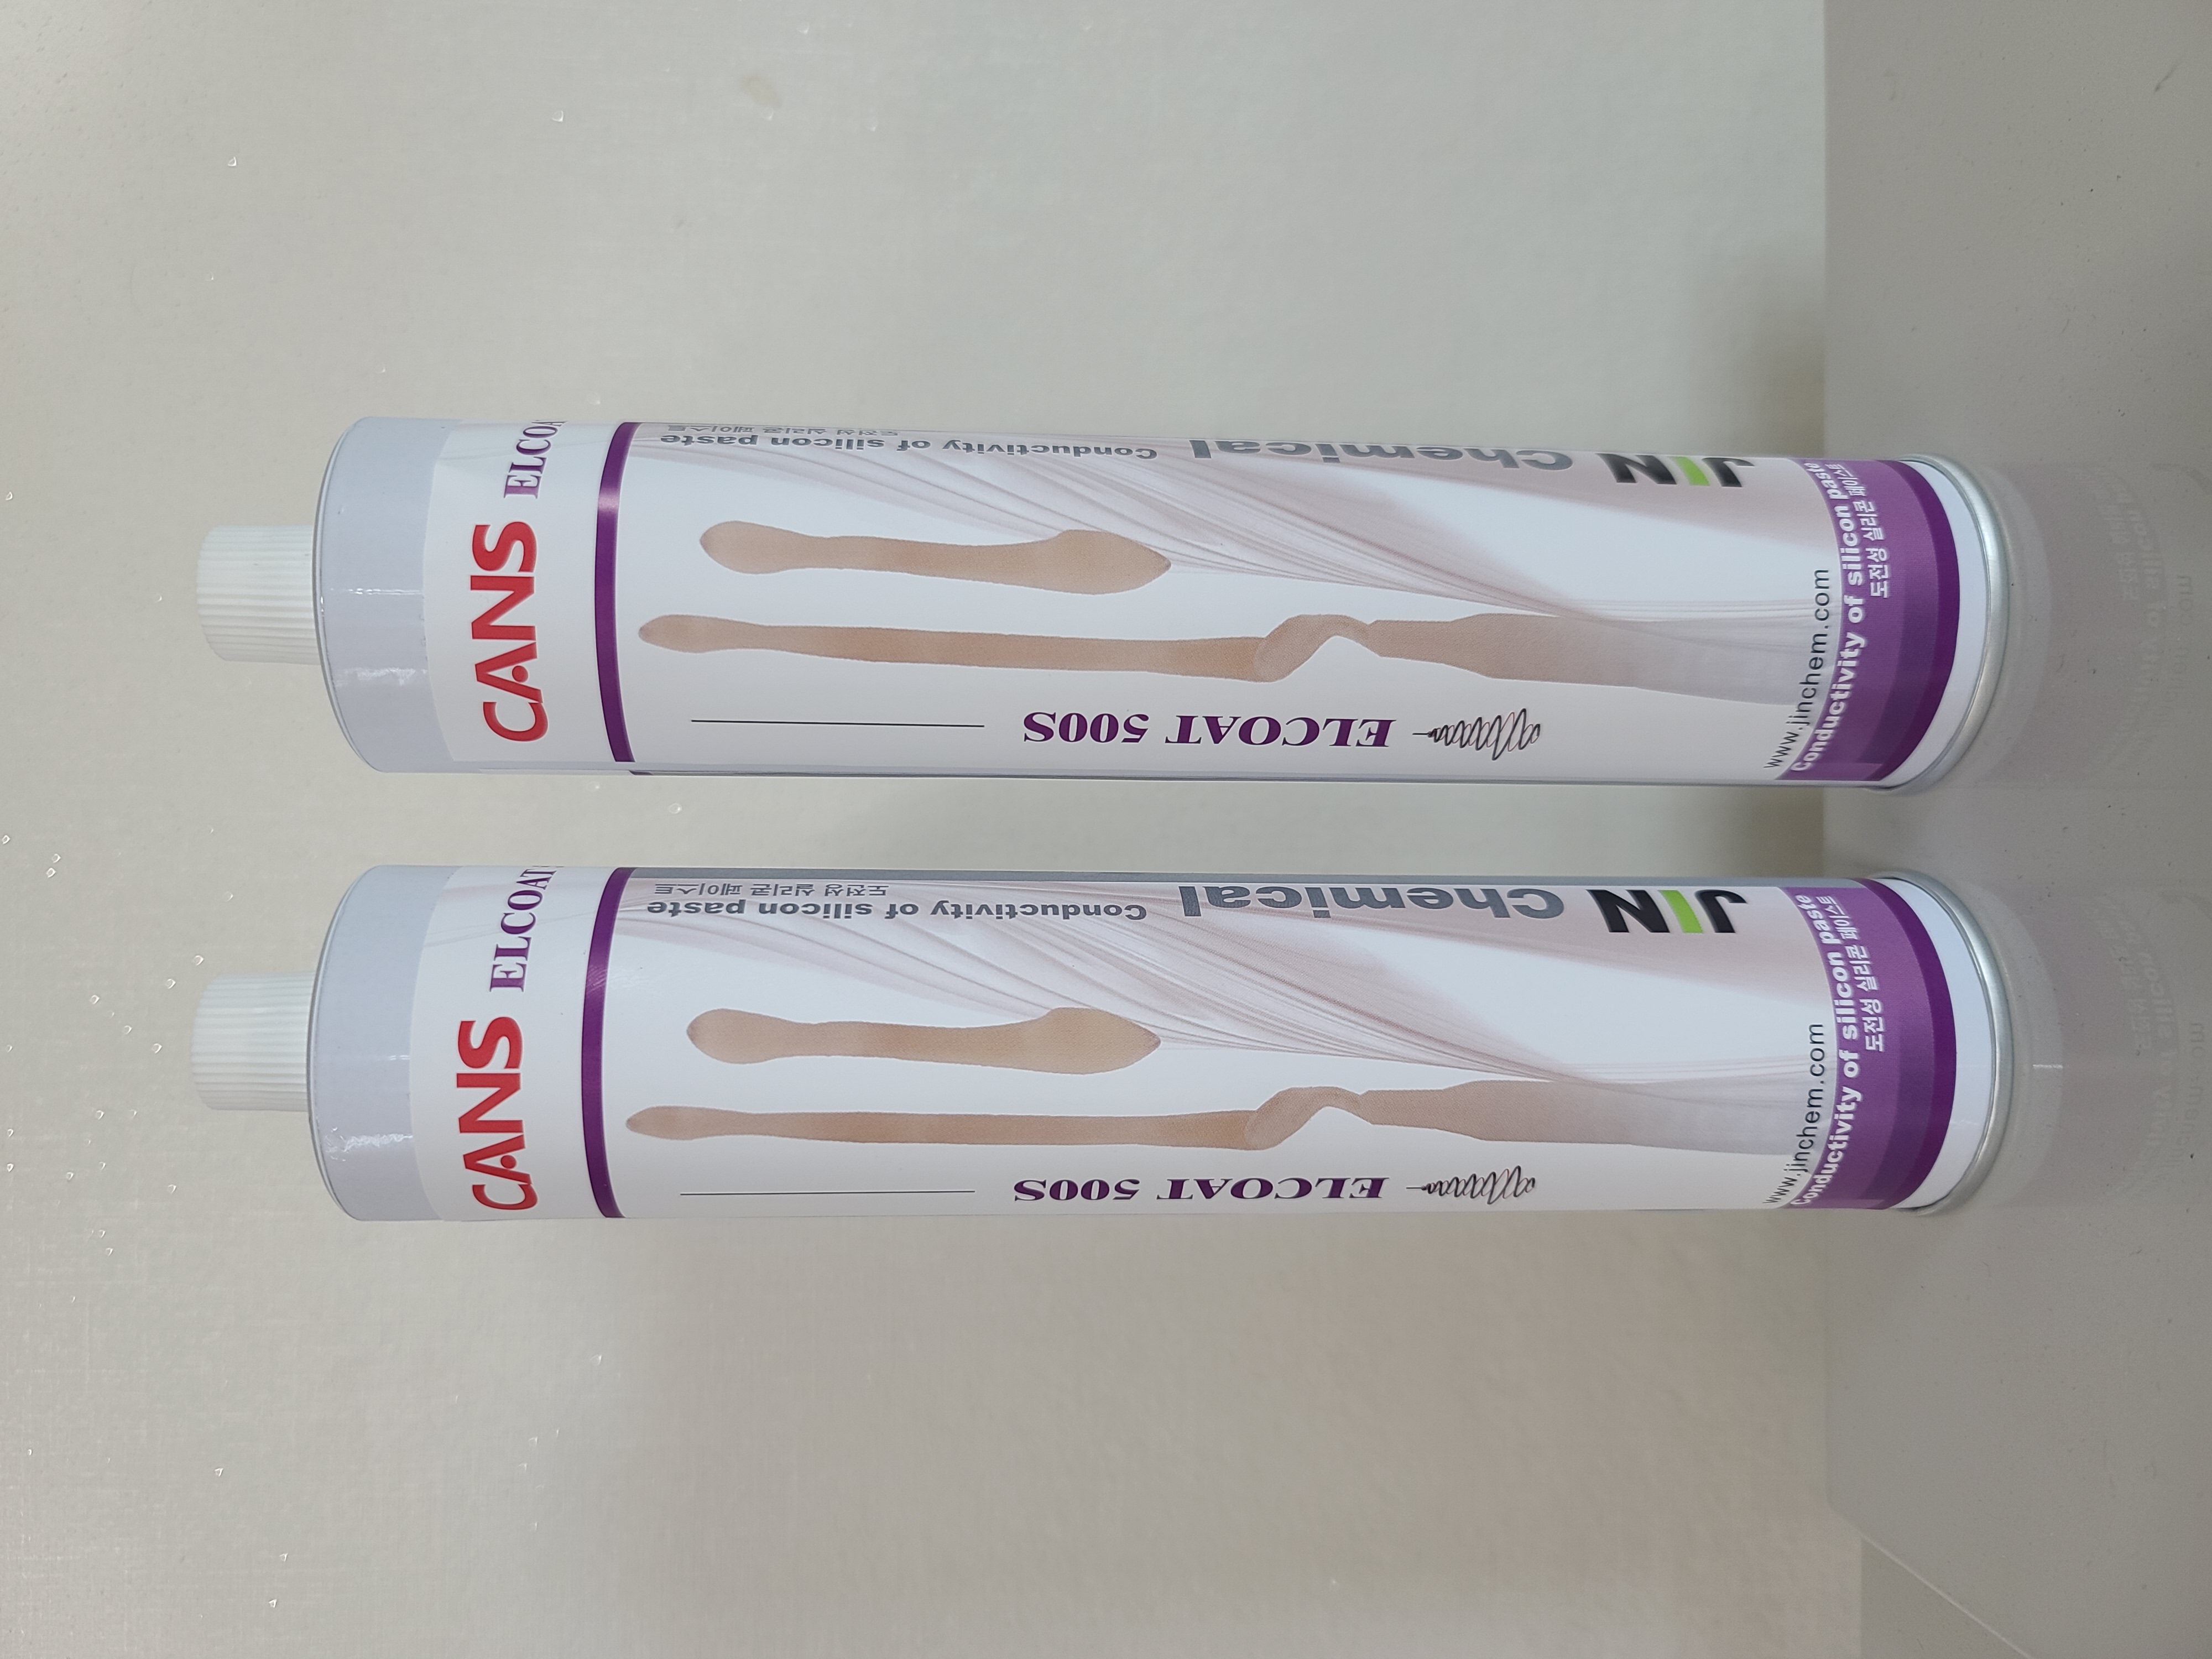 CANS ELCOAT
JIN Chemical
Conductivity of silicon paste
도전성 실리콘 페이스트
ELCOAT 500S
www.jinchem.com
Conductivity of silicon paste
도전성 실리콘 페이스트
CANS ELCOA
JIN Chemical
Conductivity of silicon paste
도전성 실리콘 페이스트
ELCOAT 500S
www.jinchem.com
Conductivity of silicon paste
도전성 실리콘 페이스트